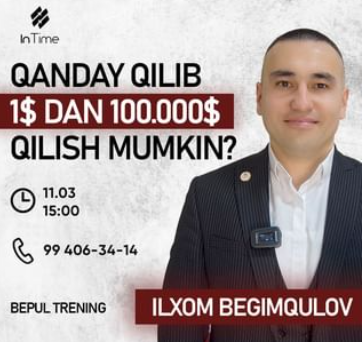 InTime
QANDAY QILIB
1$ DAN 100.000$
QILISH MUMKIN?
11.03
15:00
99 406-34-14
BEPUL TRENING
ILXOM BEGIMQULOV